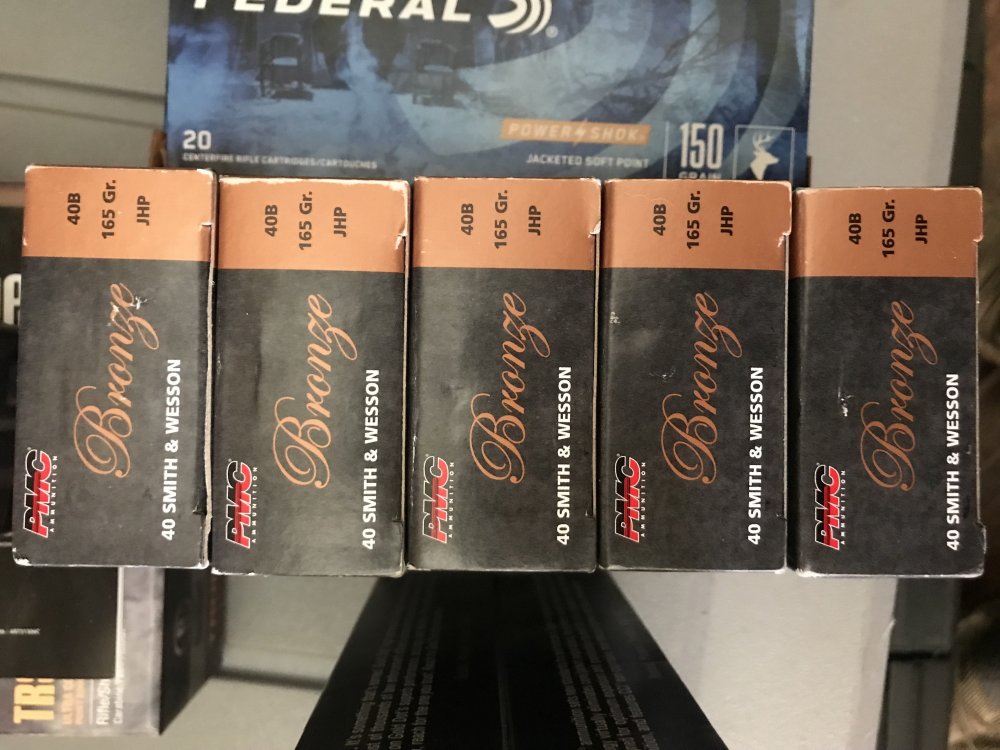 FEDERAL
20
CENTERFIRE RIFLE CARTRIDGES/CARTOUCHES
POWER SHOK
JACKETED SOFT POINT
150
GRAIN
40B
165 Gr.
JHP
PMC
AMMUNITION
Bronze
40 SMITH & WESSON
40B
165 Gr.
JHP
PMC
AMMUNITION
Bronze
40 SMITH & WESSON
40B
165 Gr.
JHP
PMC
AMMUNITION
Bronze
40 SMITH & WESSON
40B
165 Gr.
JHP
PMC
AMMUNITION
Bronze
40 SMITH & WESSON
40B
165 Gr.
JHP
PMC
AMMUNITION
Bronze
40 SMITH & WESSON